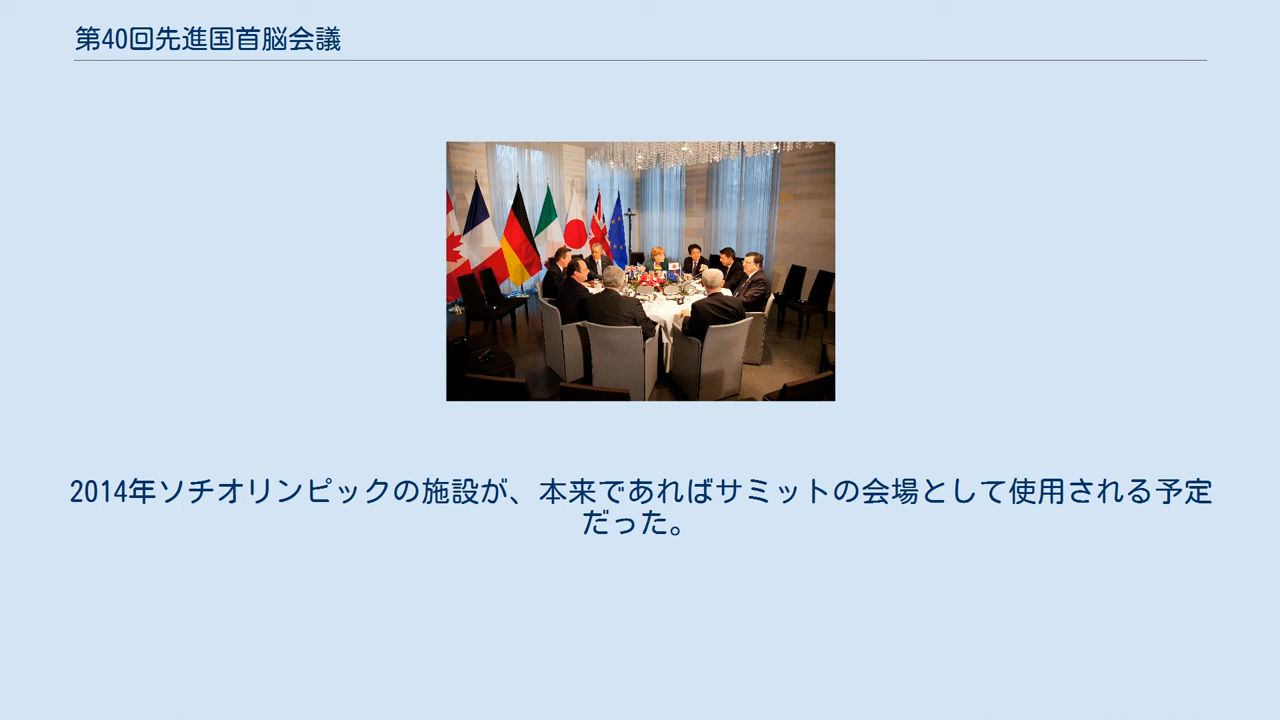 第40回先進国首脳会議
2014年ソチオリンピックの施設が、本来であればサミットの会場として使用される予定
だった。